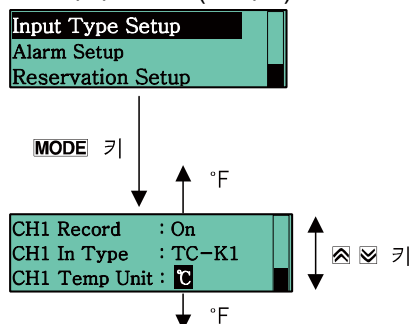 Input Type Setup
Alarm Setup
Reservation Setup
MODE 키
°F
CH1 Record : On
CH1 In Type : TC-K1
CH1 Temp Unit : ℃
키
°F